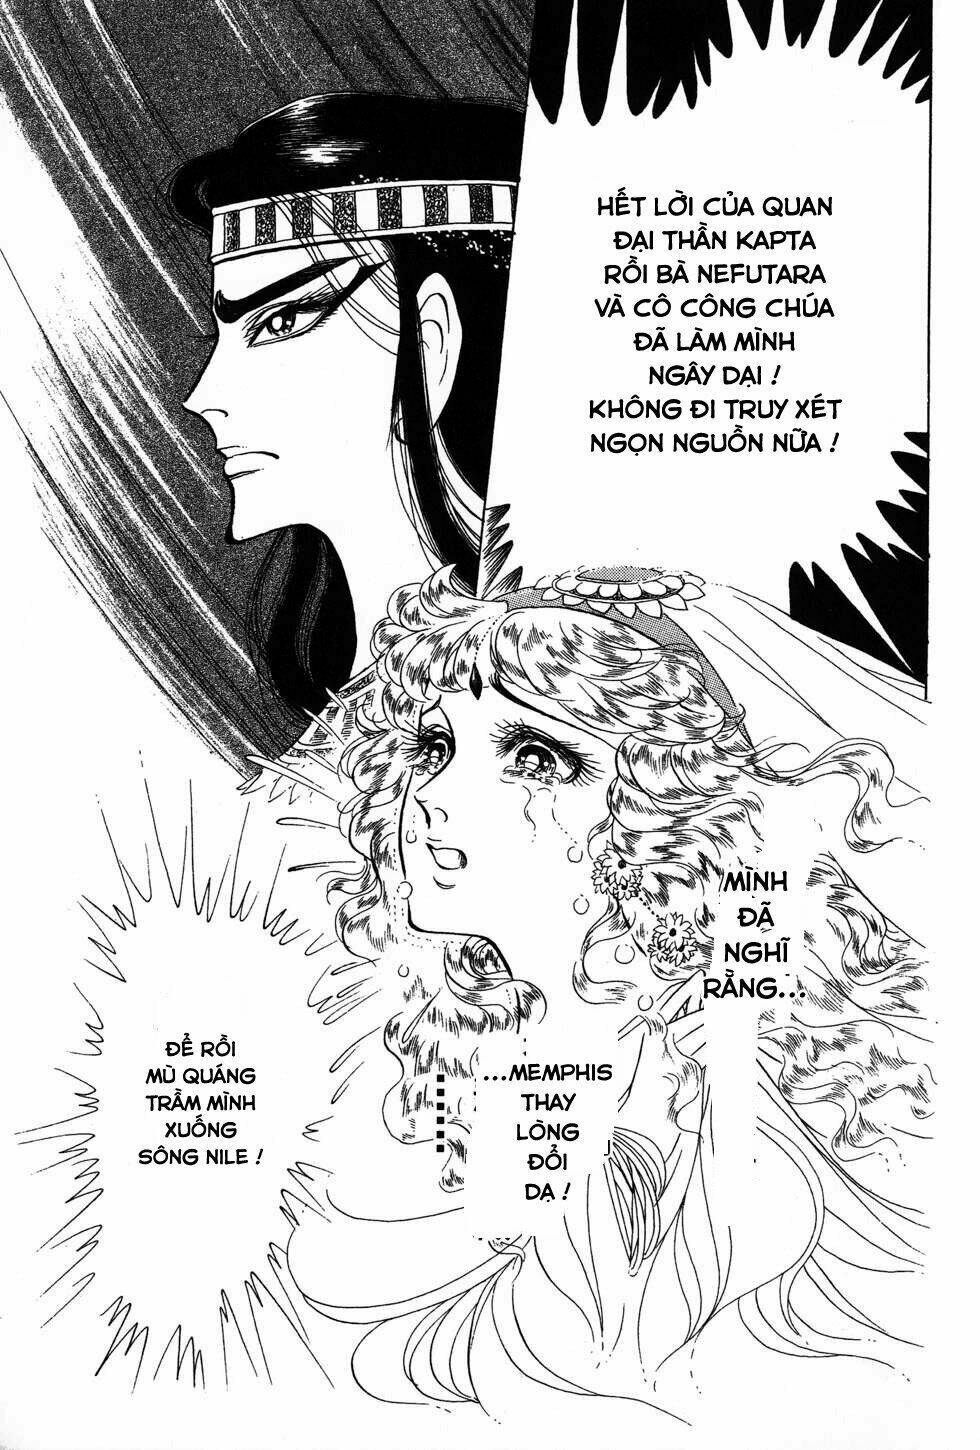 HẾT LỜI CỦA QUAN
ĐẠI THẦN KAPTA
RỒI BÀ NEFUTARA
VÀ CÔ CÔNG CHÚA
ĐÃ LÀM MÌNH
NGÂY DẠI !
KHÔNG ĐI TRUY XÉT
NGỌN NGUỒN NỮA !
MÌNH
ĐÃ
NGHĨ
RẰNG...
...MEMPHIS
THAY
LÒNG
ĐỔI
DẠ !
ĐỂ RỒI
MÙ QUÁNG
TRẦM MÌNH
XUỐNG
SÔNG NILE !